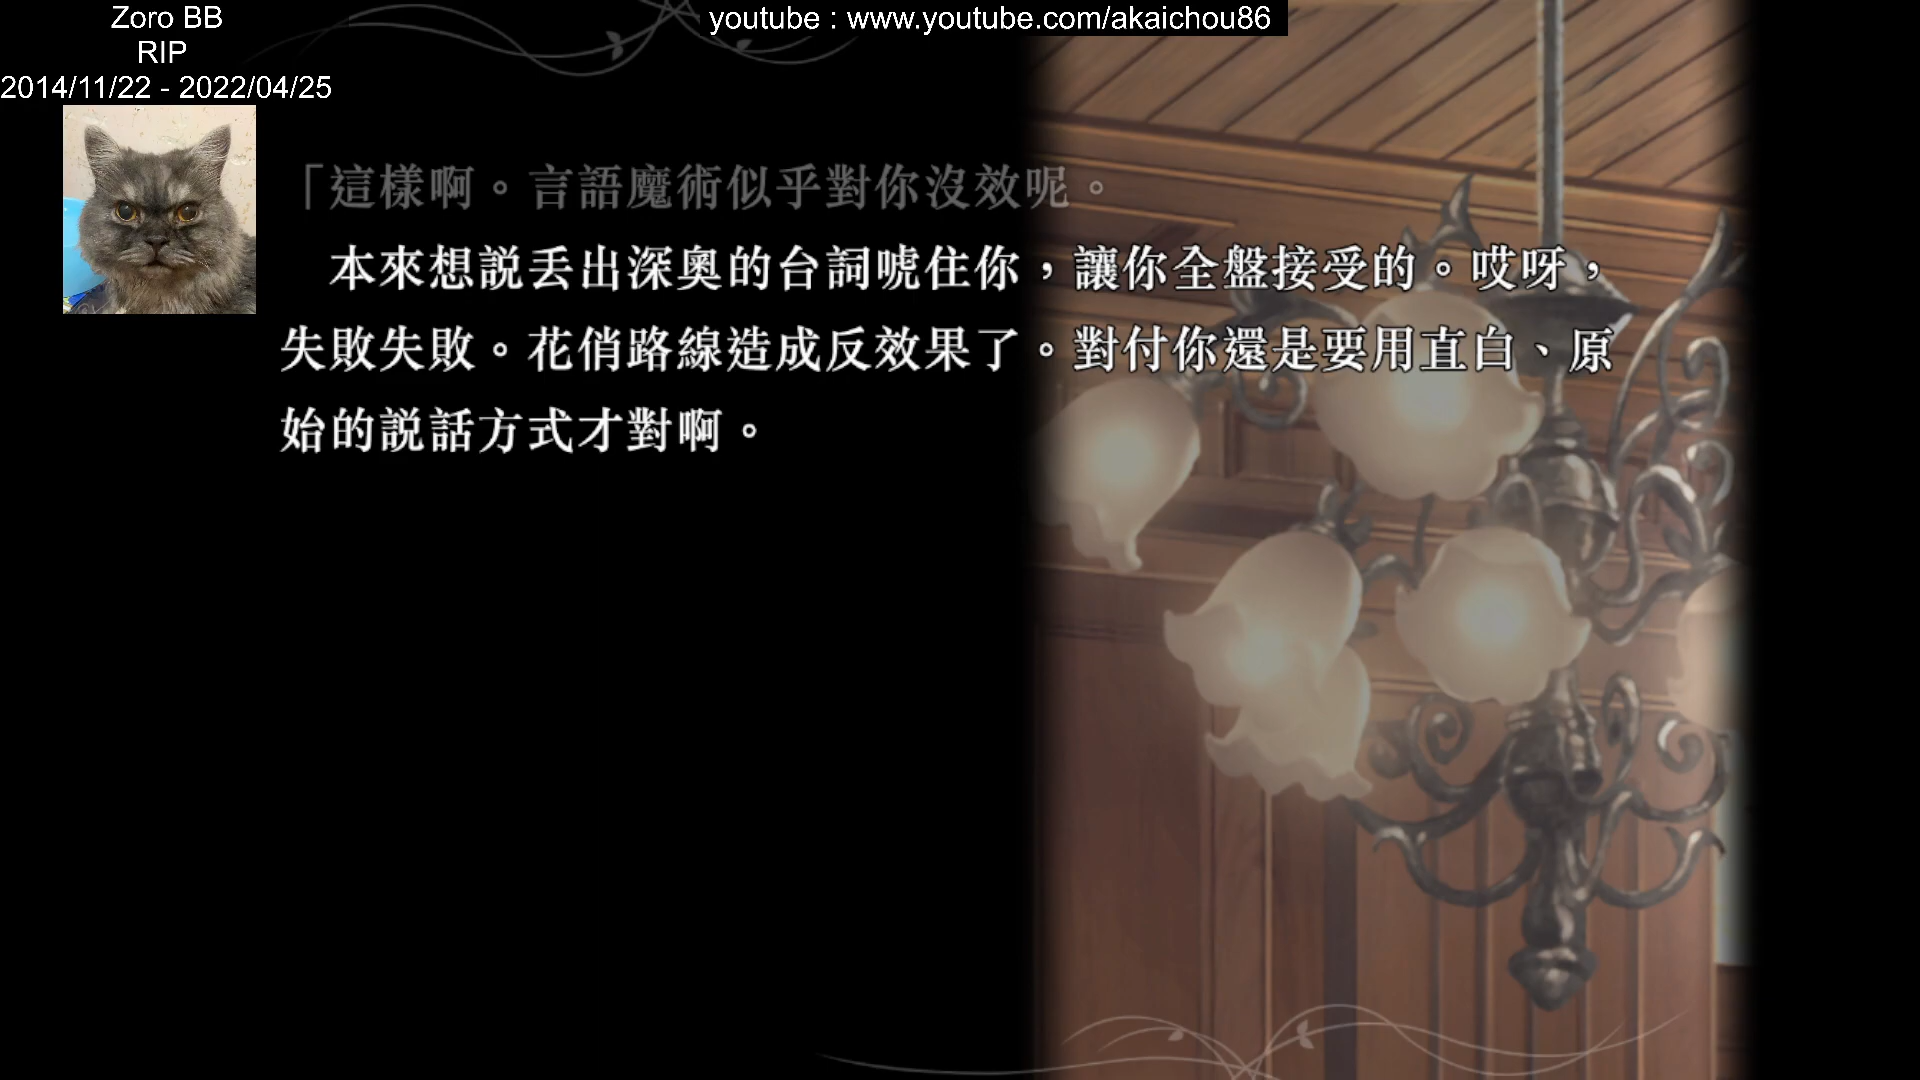 Zoro BB
RIP
2014/11/22 - 2022/04/25
youtube : www.youtube.com/akaichou86
「這樣啊。言語魔術似乎對你沒效呢。
本來想説丟出深奧的台詞唬住你，讓你全盤接受的。哎呀，
失敗失敗。花俏路線造成反效果了。對付你還是要用直白、原
始的説話方式才對啊。